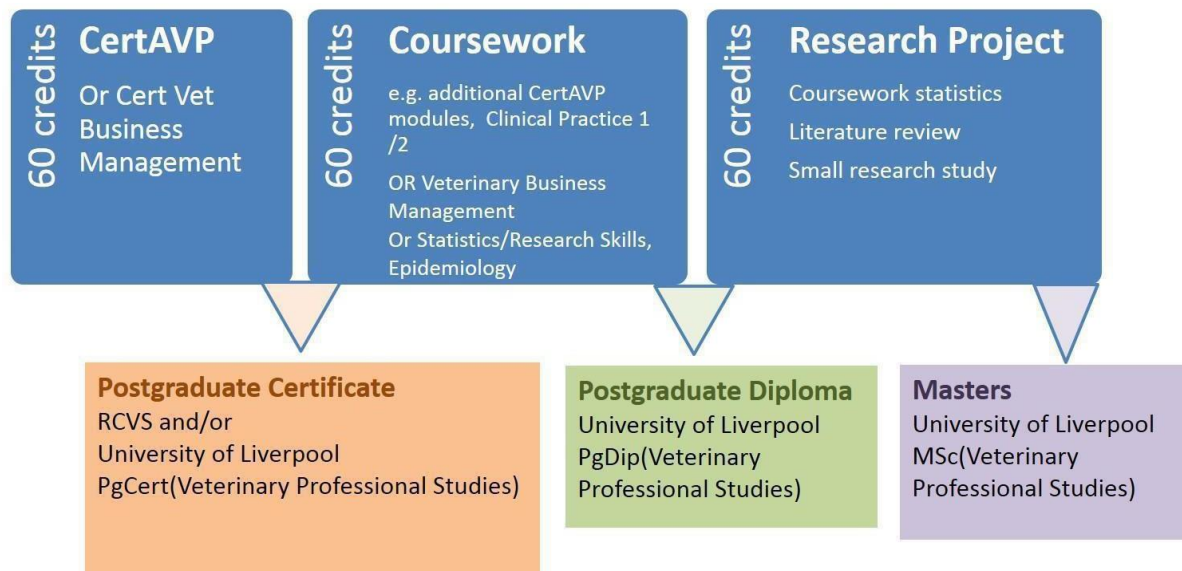 60 credits
CertAVP
Or Cert Vet
Business
Management
60 credits
Coursework
e.g. additional CertAVP
modules, Clinical Practice 1
/2
OR Veterinary Business
Management
Or Statistics/Research Skills,
Epidemiology
60 credits
Research Project
Coursework statistics
Literature review
Small research study
Postgraduate Certificate
RCVS and/or
University of Liverpool
PgCert(Veterinary Professional Studies)
Postgraduate Diploma
University of Liverpool
PgDip(Veterinary
Professional Studies)
Masters
University of Liverpool
MSc(Veterinary
Professional Studies)